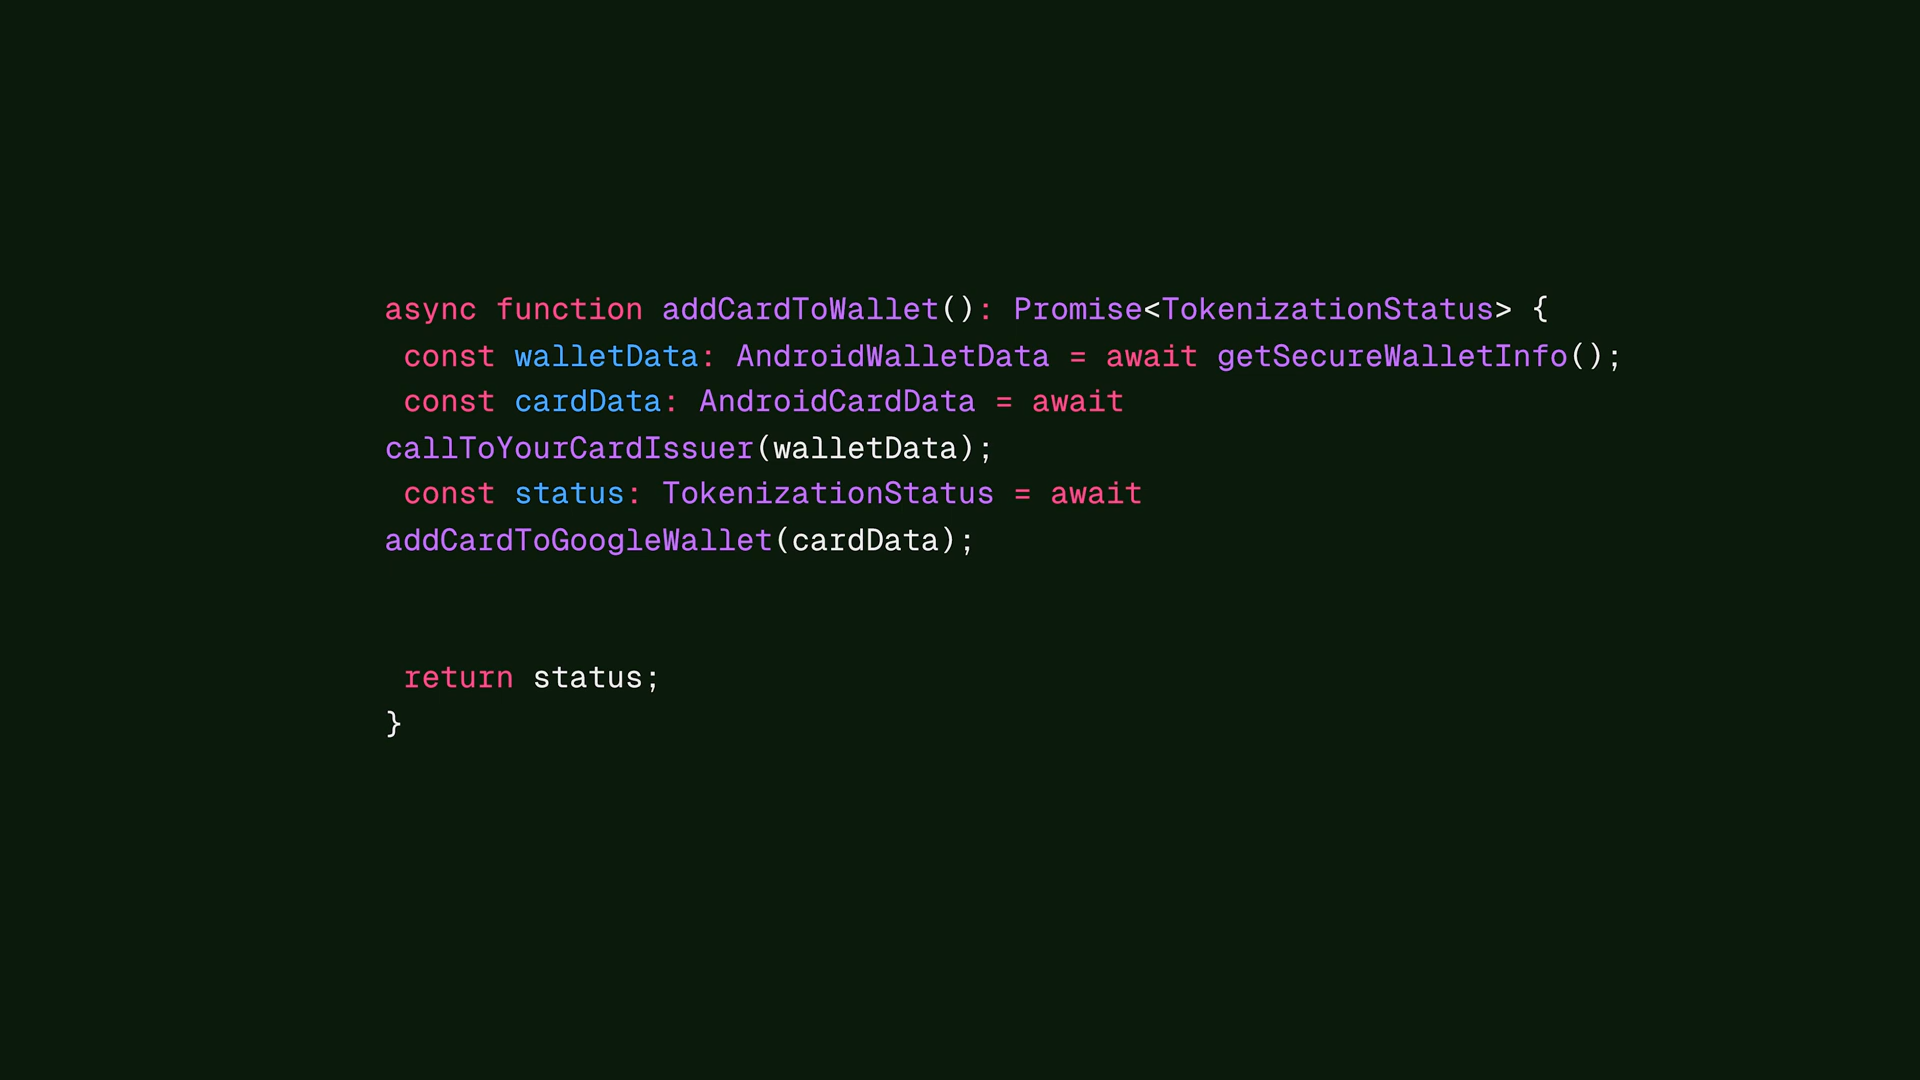 async function addCardToWallet(): Promise<TokenizationStatus> {
 const walletData: AndroidWalletData = await getSecureWalletInfo();
 const cardData: AndroidCardData = await
callToYourCardIssuer(walletData);
 const status: TokenizationStatus = await
addCardToGoogleWallet(cardData);
 return status;
}